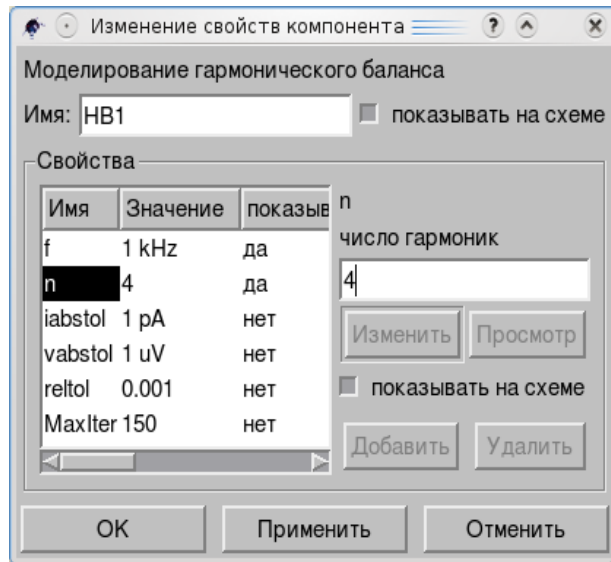 Изменение свойств компонента
Моделирование гармонического баланса
Имя: HB1 показывать на схеме
Свойства
Имя Значение показыв
n
число гармоник
f 1 kHz да
n 4 да
4
iabstol 1 pA нет
Изменить Просмотр
vabstol 1 uV нет
reltol 0.001 нет
показывать на схеме
MaxIter 150 нет
Добавить Удалить
OK Применить Отменить